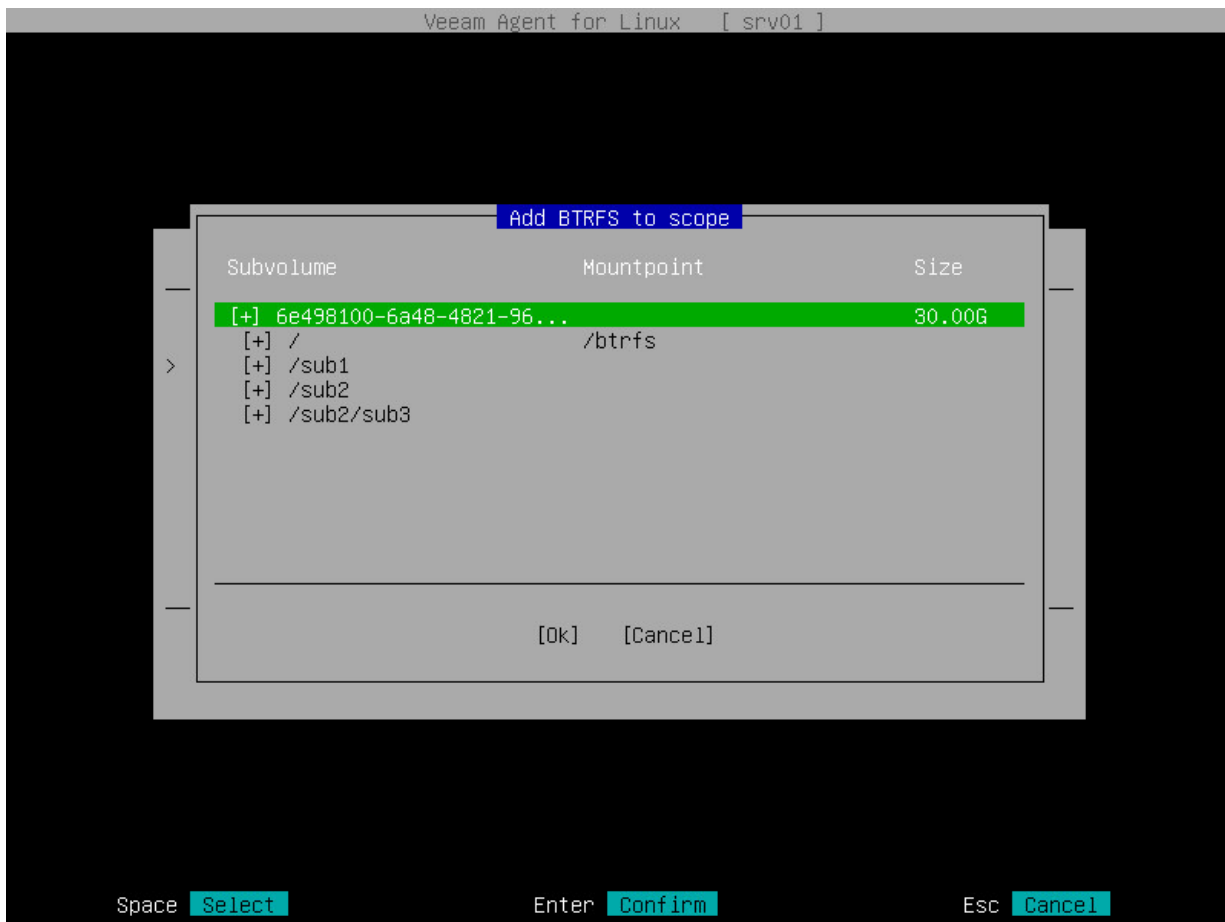 Veeam Agent for Linux [ srv01 ]
Add BTRFS to scope
Subvolume Mountpoint Size
[+] 6e498100-6a48-4821-96... 30.00G
[+] / /btrfs
> [+] /sub1
[+] /sub2
[+] /sub2/sub3
[Ok] [Cancel]
Space Select Enter Confirm Esc Cancel